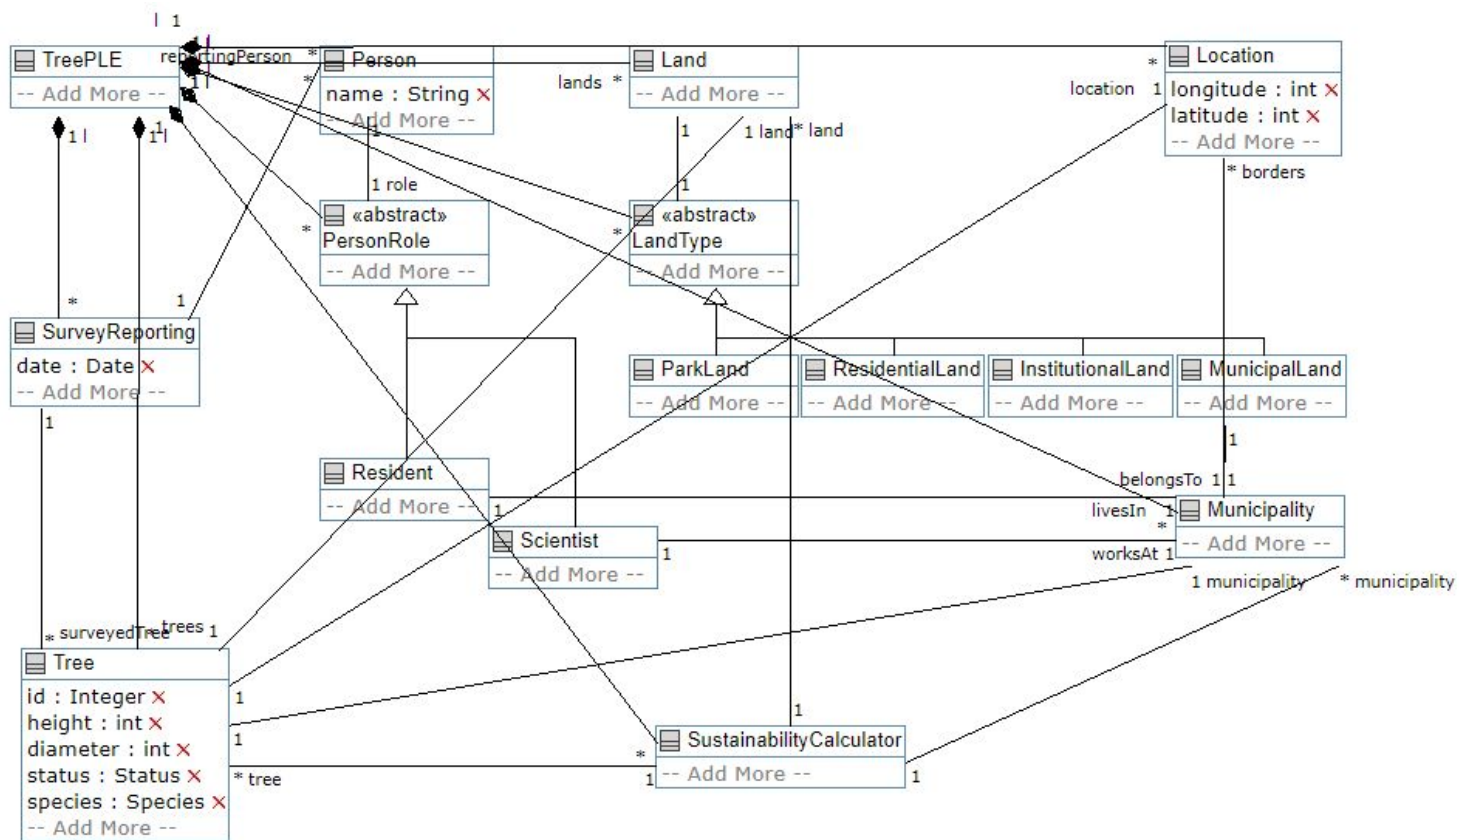 l 1
1 l
TreePLE
-- Add More --
reportingPerson *
Person
name : String
-- Add More --
*
lands *
Land
-- Add More --
*
location 1
Location
longitude : int
latitude : int
-- Add More --
1 l
1
1 l
1 l
1
1
1 land
* land
* borders
1 role
1
«abstract»
PersonRole
-- Add More --
*
«abstract»
LandType
-- Add More --
*
*
1
SurveyReporting
date : Date
-- Add More --
ParkLand
-- Add More --
ResidentialLand
-- Add More --
InstitutionalLand
-- Add More --
MunicipalLand
-- Add More --
1
1
Resident
-- Add More --
1
belongsTo 1
1
livesIn 1
*
Municipality
-- Add More --
Scientist
-- Add More --
1
worksAt 1
1 municipality
* municipality
* surveyedTree
* trees
1
Tree
id : Integer
height : int
diameter : int
status : Status
species : Species
-- Add More --
1
1
* tree
1
*
1
SustainabilityCalculator
-- Add More --
1